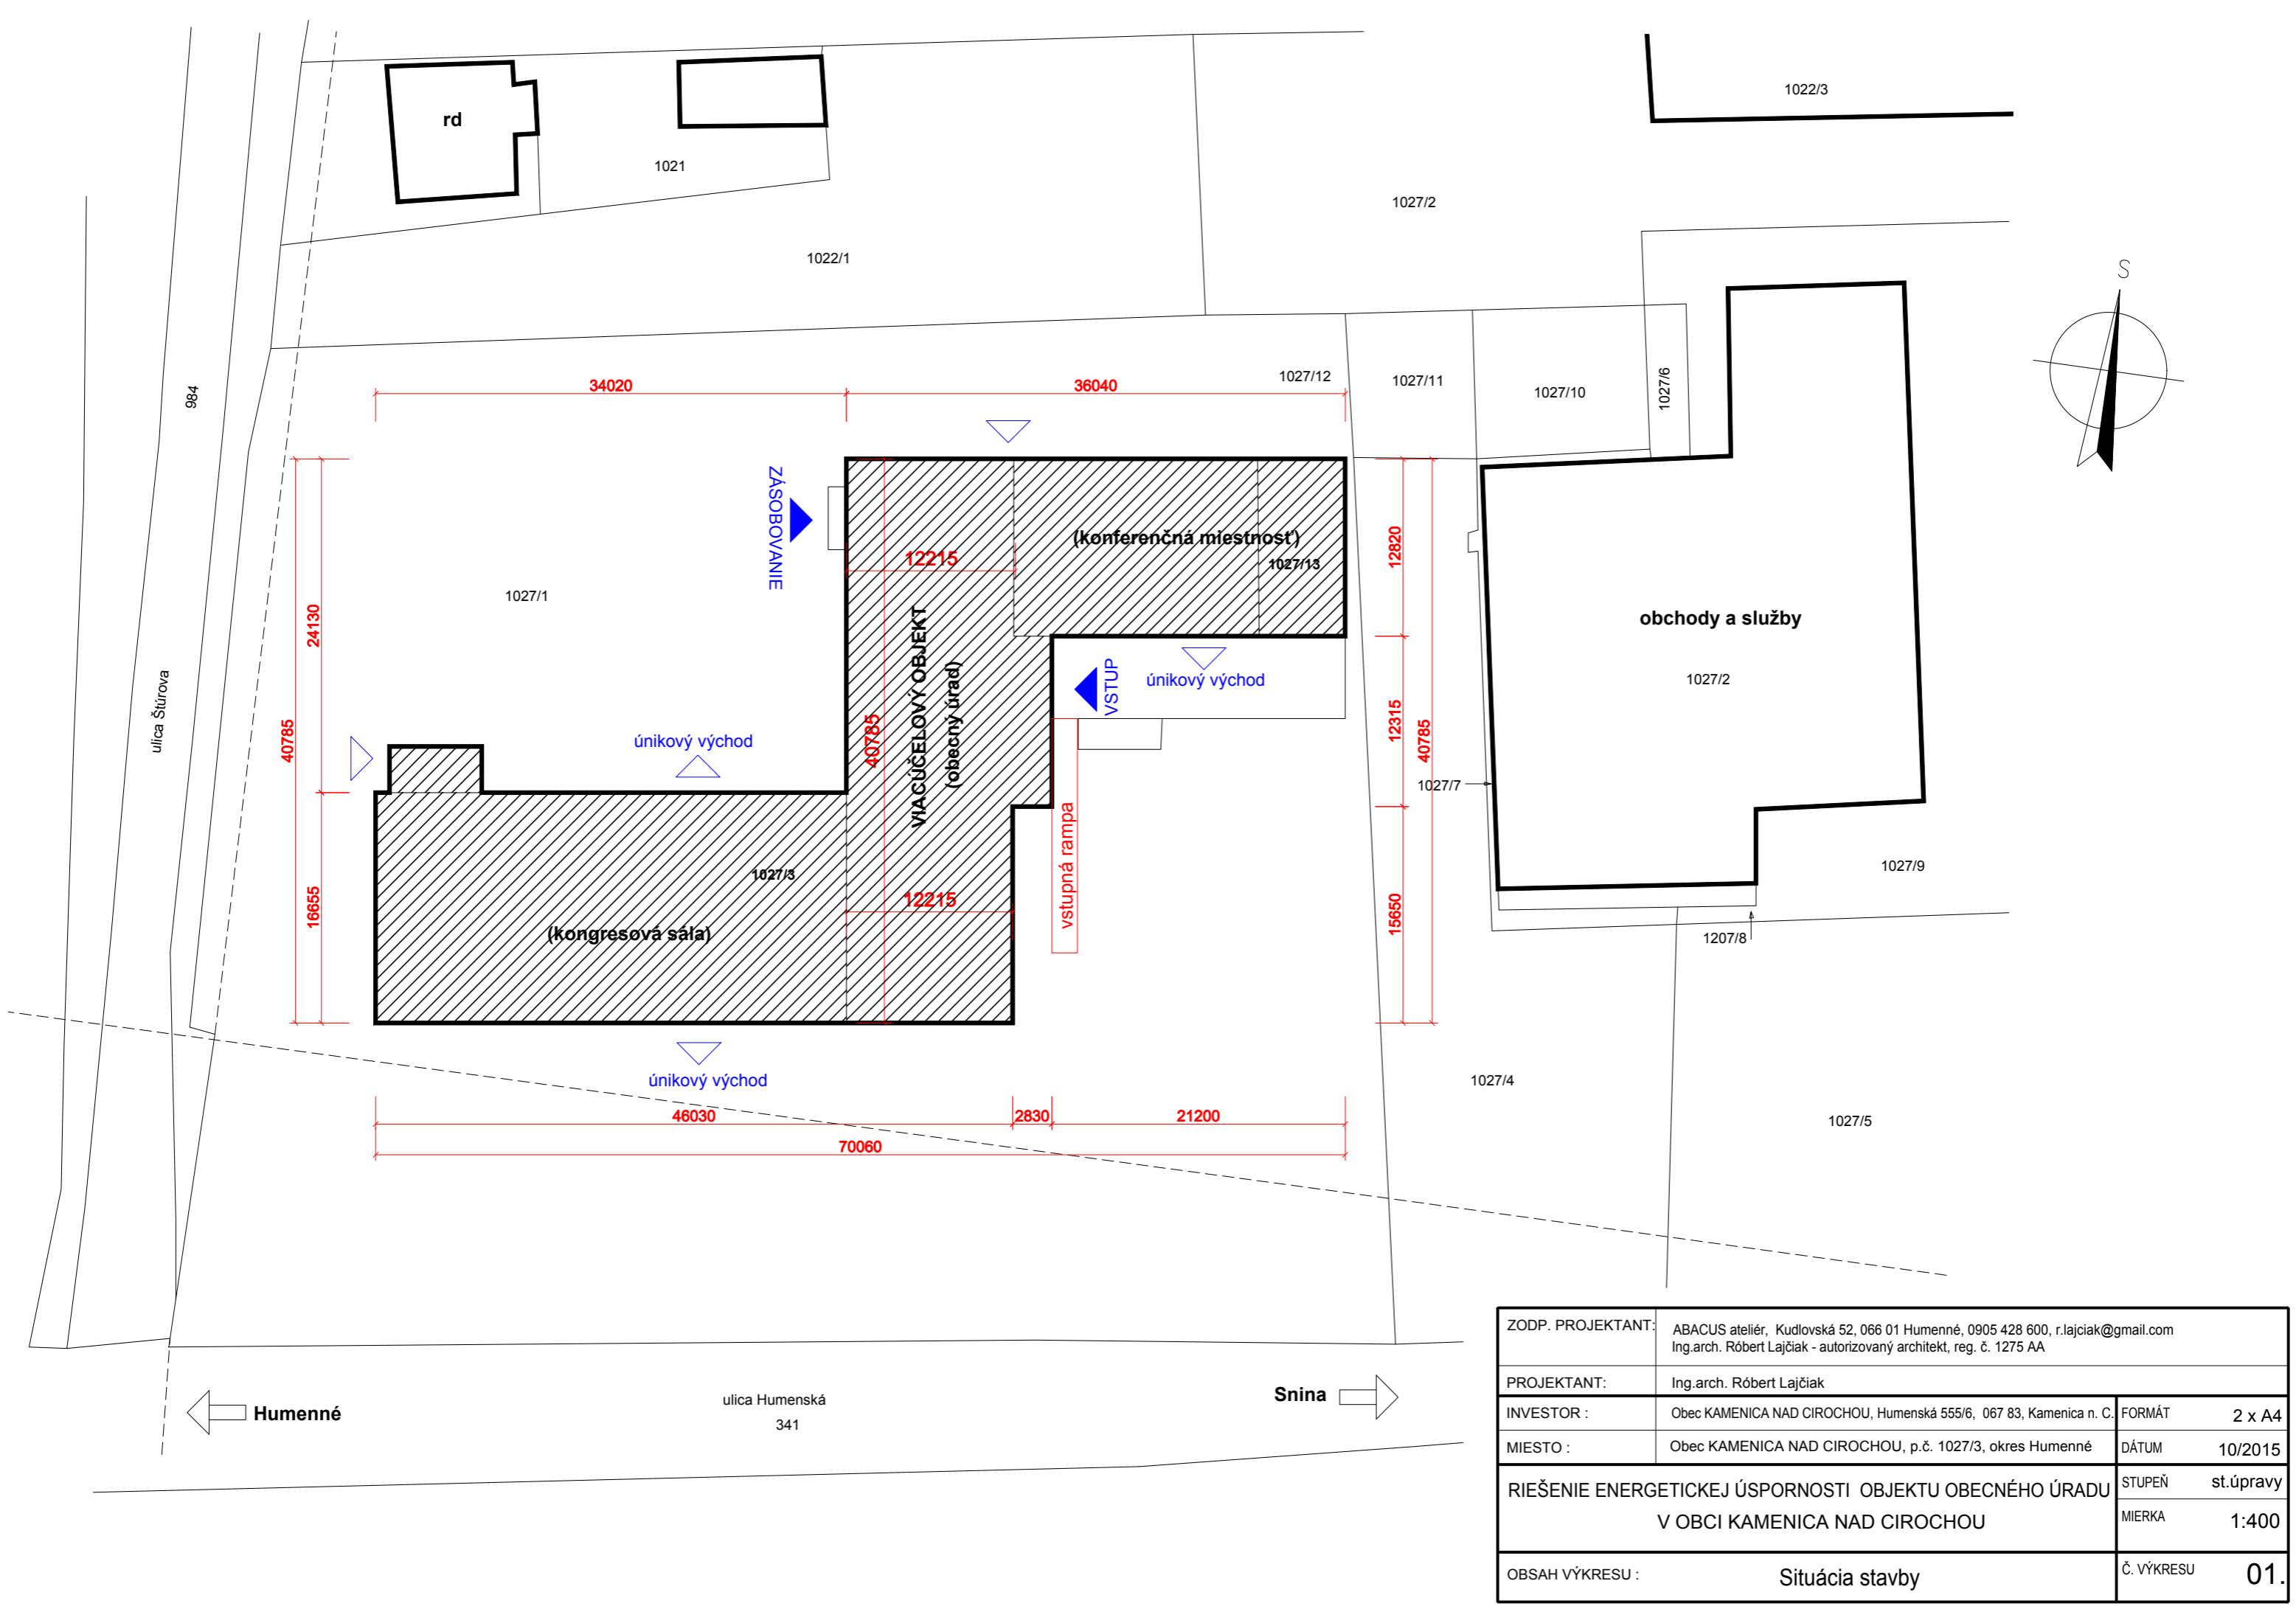 rd
1021
1022/3
1027/2
1022/1
S
984
34020
36040
1027/12
1027/11
1027/10
1027/6
ZÁSOBOVANIE
(konferenčná miestnosť)
12215
1027/13
12820
1027/1
24130
40785
obchody a služby
1027/2
VIACÚČELOVÝ OBJEKT
(obecný úrad)
40785
VSTUP
únikový východ
12315
40785
ulica Štúrova
únikový východ
1027/7
vstupná rampa
1027/3
1027/9
16655
12215
15650
(kongresová sála)
1207/8
únikový východ
1027/4
46030
2830
21200
1027/5
70060
Humenné
ulica Humenská
341
Snina
ZODP. PROJEKTANT:
ABACUS ateliér, Kudlovská 52, 066 01 Humenné, 0905 428 600, r.lajciak@gmail.com
Ing.arch. Róbert Lajčiak - autorizovaný architekt, reg. č. 1275 AA
PROJEKTANT: Ing.arch. Róbert Lajčiak
INVESTOR : Obec KAMENICA NAD CIROCHOU, Humenská 555/6, 067 83, Kamenica n. C. FORMÁT 2 x A4
MIESTO : Obec KAMENICA NAD CIROCHOU, p.č. 1027/3, okres Humenné DÁTUM 10/2015
RIEŠENIE ENERGETICKEJ ÚSPORNOSTI OBJEKTU OBECNÉHO ÚRADU STUPEŇ st.úpravy
V OBCI KAMENICA NAD CIROCHOU MIERKA 1:400
OBSAH VÝKRESU : Situácia stavby Č. VÝKRESU 01.